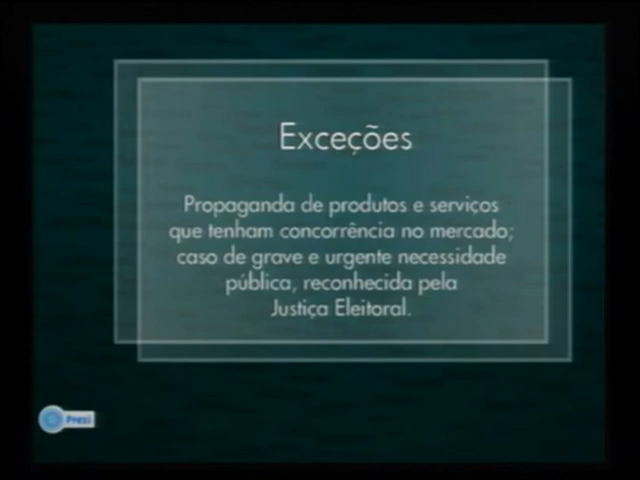 Exceções
Propaganda de produtos e serviços
que tenham concorrência no mercado;
caso de grave e urgente necessidade
pública, reconhecida pela
Justiça Eleitoral.
Prezi